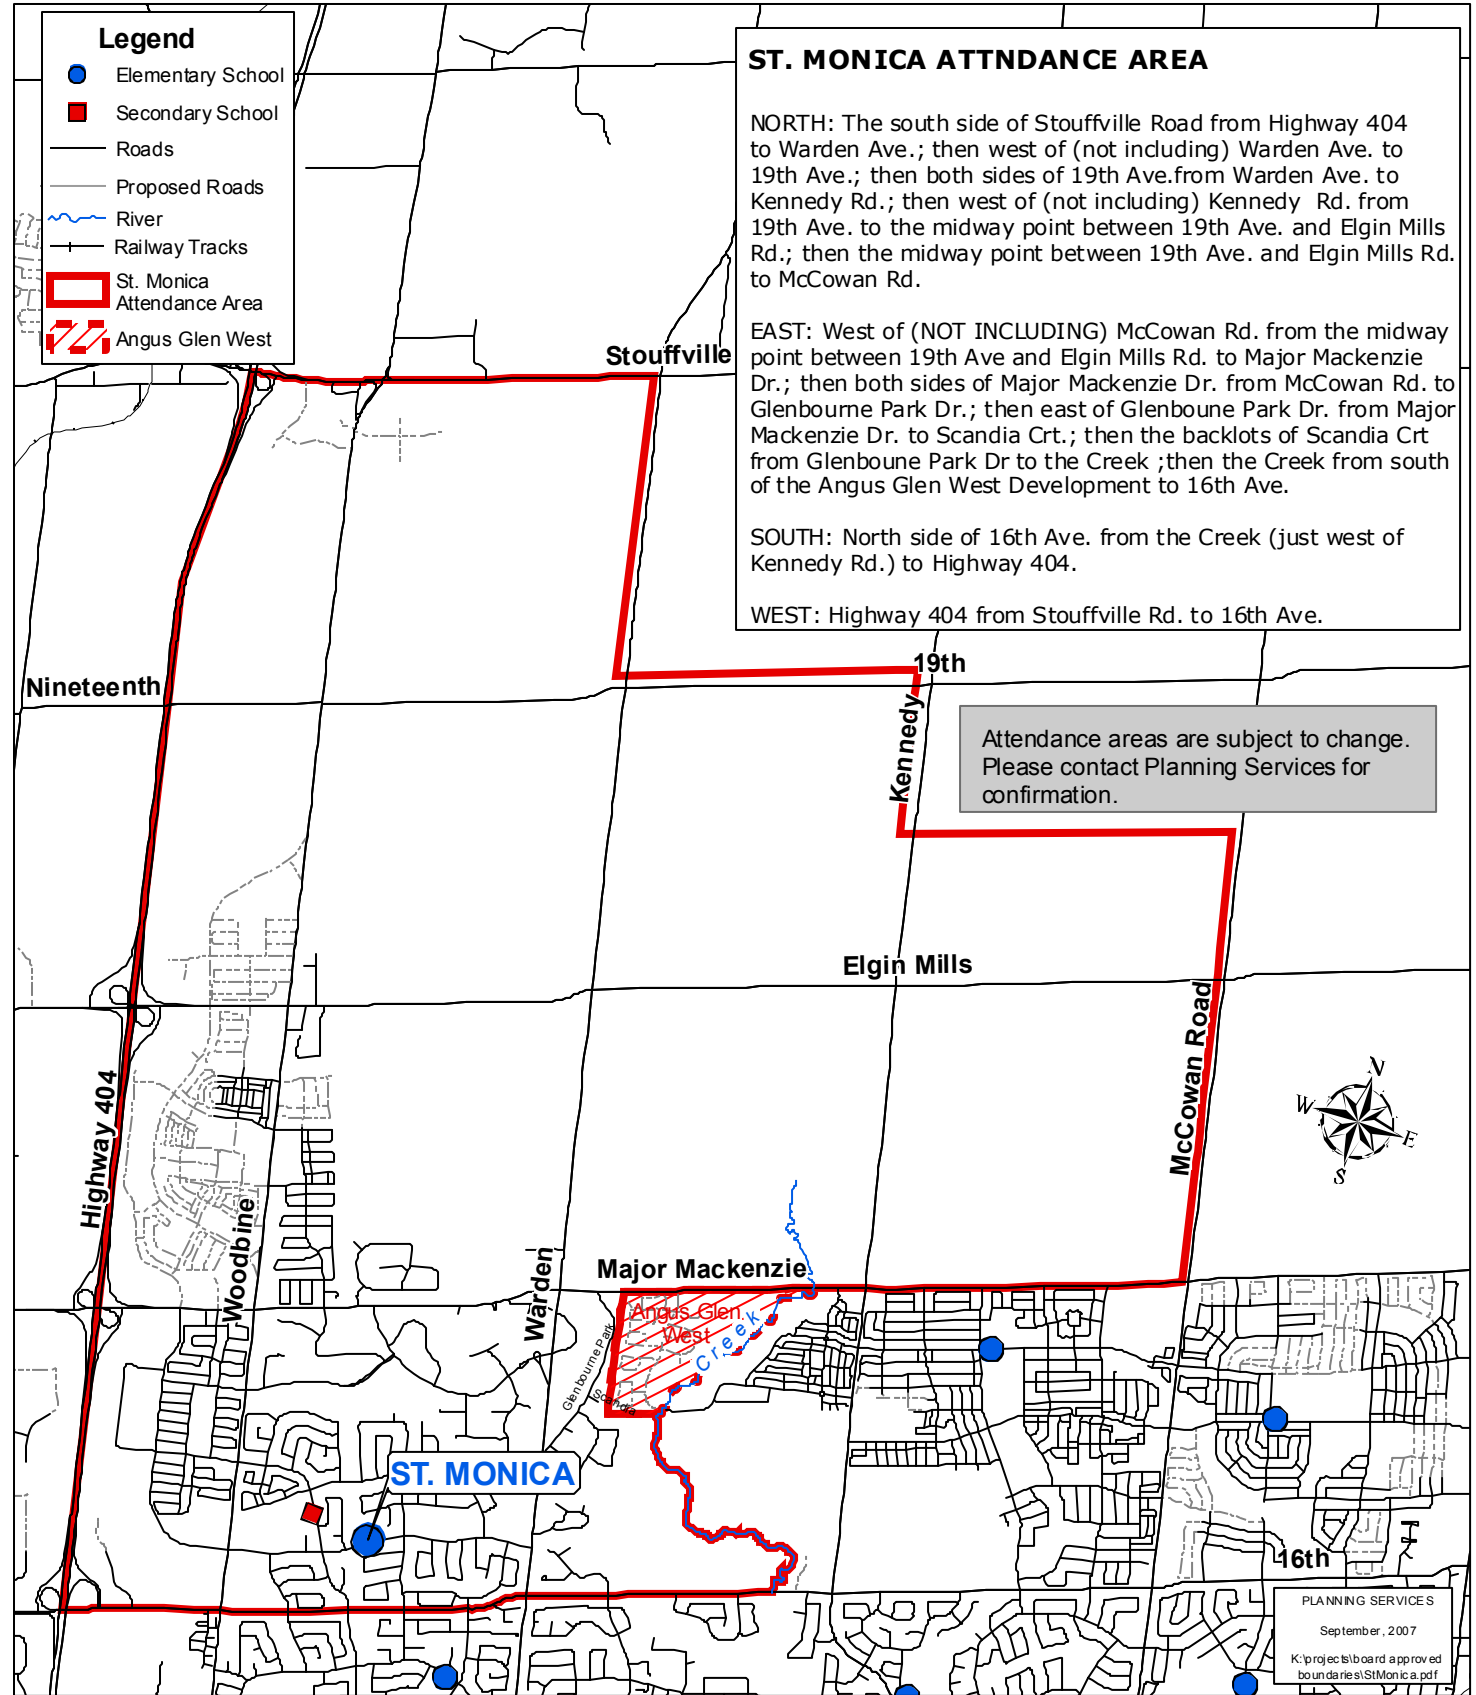 Legend
Elementary School
Secondary School
Roads
Proposed Roads
River
Railway Tracks
St. Monica
Attendance Area
Angus Glen West
ST. MONICA ATTNDANCE AREA
NORTH: The south side of Stouffville Road from Highway 404
to Warden Ave.; then west of (not including) Warden Ave. to
19th Ave.; then both sides of 19th Ave.from Warden Ave. to
Kennedy Rd.; then west of (not including) Kennedy Rd. from
19th Ave. to the midway point between 19th Ave. and Elgin Mills
Rd.; then the midway point between 19th Ave. and Elgin Mills Rd.
to McCowan Rd.
EAST: West of (NOT INCLUDING) McCowan Rd. from the midway
point between 19th Ave and Elgin Mills Rd. to Major Mackenzie
Dr.; then both sides of Major Mackenzie Dr. from McCowan Rd. to
Glenbourne Park Dr.; then east of Glenboune Park Dr. from Major
Mackenzie Dr. to Scandia Crt.; then the backlots of Scandia Crt
from Glenboune Park Dr to the Creek ;then the Creek from south
of the Angus Glen West Development to 16th Ave.
SOUTH: North side of 16th Ave. from the Creek (just west of
Kennedy Rd.) to Highway 404.
WEST: Highway 404 from Stouffville Rd. to 16th Ave.
Stouffville
19th
Nineteenth
Kennedy
Attendance areas are subject to change.
Please contact Planning Services for
confirmation.
Elgin Mills
McCowan Road
Highway 404
N
W
E
S
Woodbine
Warden
Major Mackenzie
Angus Glen
West
Creek
Glenbourne Park
Scandia
ST. MONICA
16th
PLANNING SERVICES
September, 2007
K:\projects\board approved
boundaries\StMonica.pdf